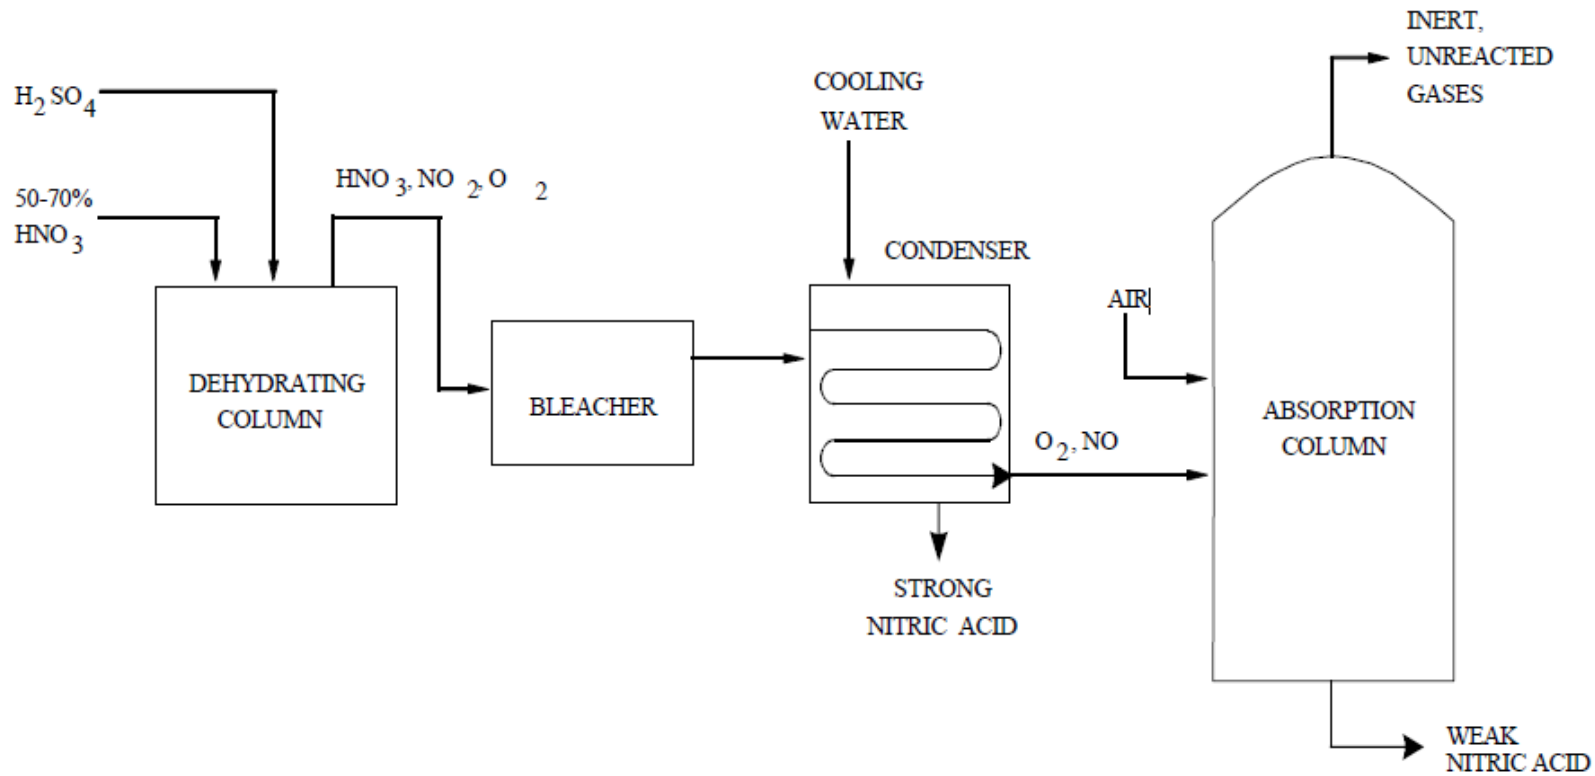 INERT,
UNREACTED
GASES
COOLING
WATER
H2SO4
50-70%
HNO3
HNO3, NO2, O2
CONDENSER
AIR
DEHYDRATING
COLUMN
BLEACHER
ABSORPTION
COLUMN
O2, NO
STRONG
NITRIC ACID
WEAK
NITRIC ACID